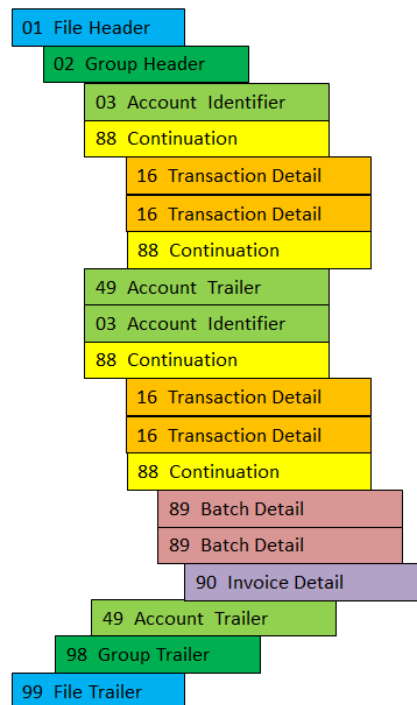 01 File Header
02 Group Header
03 Account Identifier
88 Continuation
16 Transaction Detail
16 Transaction Detail
88 Continuation
49 Account Trailer
03 Account Identifier
88 Continuation
16 Transaction Detail
16 Transaction Detail
88 Continuation
89 Batch Detail
89 Batch Detail
90 Invoice Detail
49 Account Trailer
98 Group Trailer
99 File Trailer